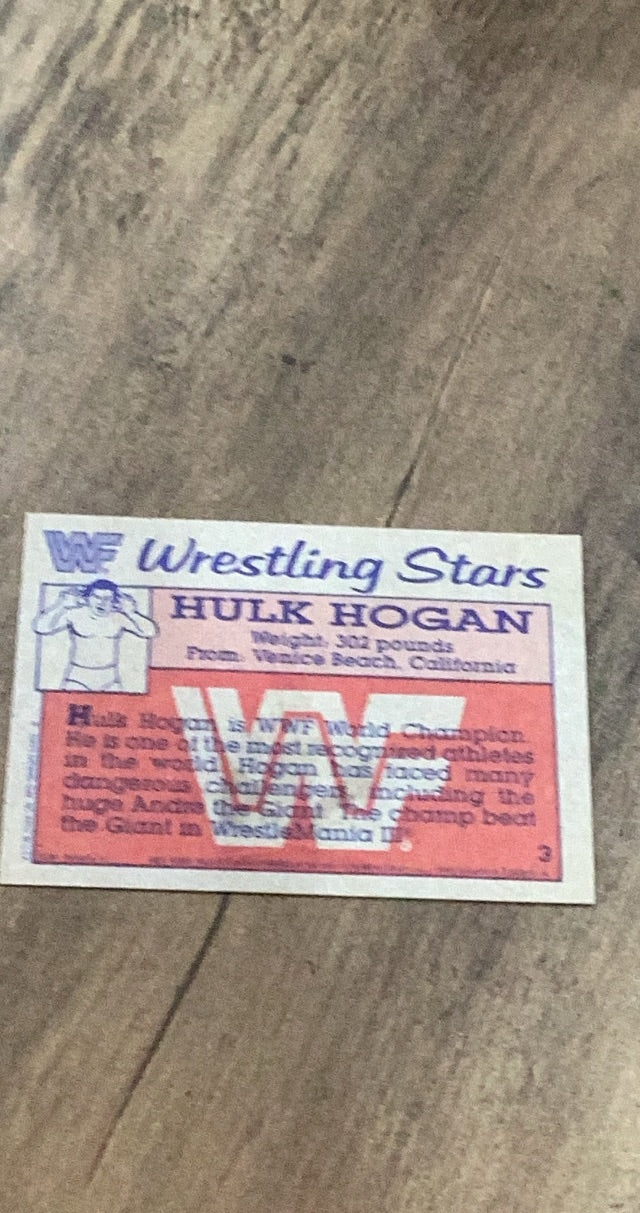 WF Wrestling Stars
HULK HOGAN
Weight: 302 pounds
From: Venice Beach, California
Hulk Hogan is WWF World Champion.
He is one of the most recognized athletes
in the world. Hogan has faced many
dangerous challengers, including the
huge Andre the Giant. The champ beat
the Giant in WrestleMania III.
3